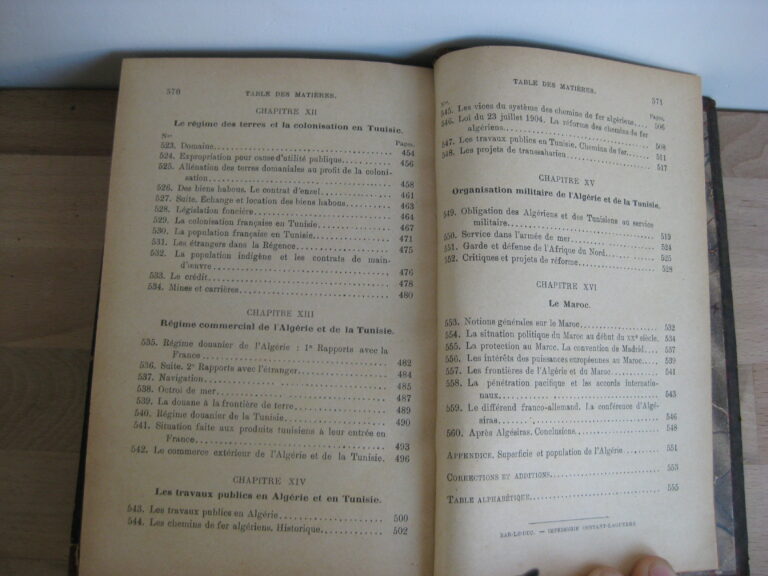 570 TABLE DES MATIÈRES.
CHAPITRE XII
Le régime des terres et la colonisation en Tunisie.
Nos Pages.
523. Domaine 454
524. Expropriation pour cause d'utilité publique 456
525. Aliénation des terres domaniales au profit de la coloni-
sation 458
526. Des biens habous. Le contrat d'enzel 461
527. Suite. Echange et location des biens habous 463
528. Législation foncière 464
529. La colonisation française en Tunisie 467
530. La population française en Tunisie 471
531. Les étrangers dans la Régence 475
532. La population indigène et les contrats de main-
d'œuvre 476
533. Le crédit 478
534. Mines et carrières 480
CHAPITRE XIII
Régime commercial de l'Algérie et de la Tunisie.
535. Régime douanier de l'Algérie : 1º Rapports avec la
France 482
536. Suite. 2º Rapports avec l'étranger 484
537. Navigation 485
538. Octroi de mer 487
539. La douane à la frontière de terre 489
540. Régime douanier de la Tunisie 490
541. Situation faite aux produits tunisiens à leur entrée en
France 493
542. Le commerce extérieur de l'Algérie et de la Tunisie. 496
CHAPITRE XIV
Les travaux publics en Algérie et en Tunisie.
543. Les travaux publics en Algérie 500
544. Les chemins de fer algériens. Historique 502
TABLE DES MATIÈRES. 571
Nos Pages.
545. Les vices du système des chemins de fer algériens 506
546. Loi du 23 juillet 1904. La réforme des chemins de fer
algériens 508
547. Les travaux publics en Tunisie. Chemins de fer 511
548. Les projets de transsaharien 517
CHAPITRE XV
Organisation militaire de l'Algérie et de la Tunisie.
549. Obligation des Algériens et des Tunisiens au service
militaire 519
550. Service dans l'armée de mer 524
551. Garde et défense de l'Afrique du Nord 525
552. Critiques et projets de réforme 528
CHAPITRE XVI
Le Maroc.
553. Notions générales sur le Maroc 532
554. La situation politique du Maroc au début du XXe siècle. 534
555. La protection au Maroc. La convention de Madrid 537
556. Les intérêts des puissances européennes au Maroc 539
557. Les frontières de l'Algérie et du Maroc 541
558. La pénétration pacifique et les accords internatio-
naux 543
559. Le différend franco-allemand. La conférence d'Algé-
siras 546
560. Après Algésiras. Conclusions 548
APPENDICE. Superficie et population de l'Algérie 551
CORRECTIONS ET ADDITIONS 553
TABLE ALPHABÉTIQUE 555
BAR-LE-DUC. — IMPRIMERIE CONTANT-LAGUERRE